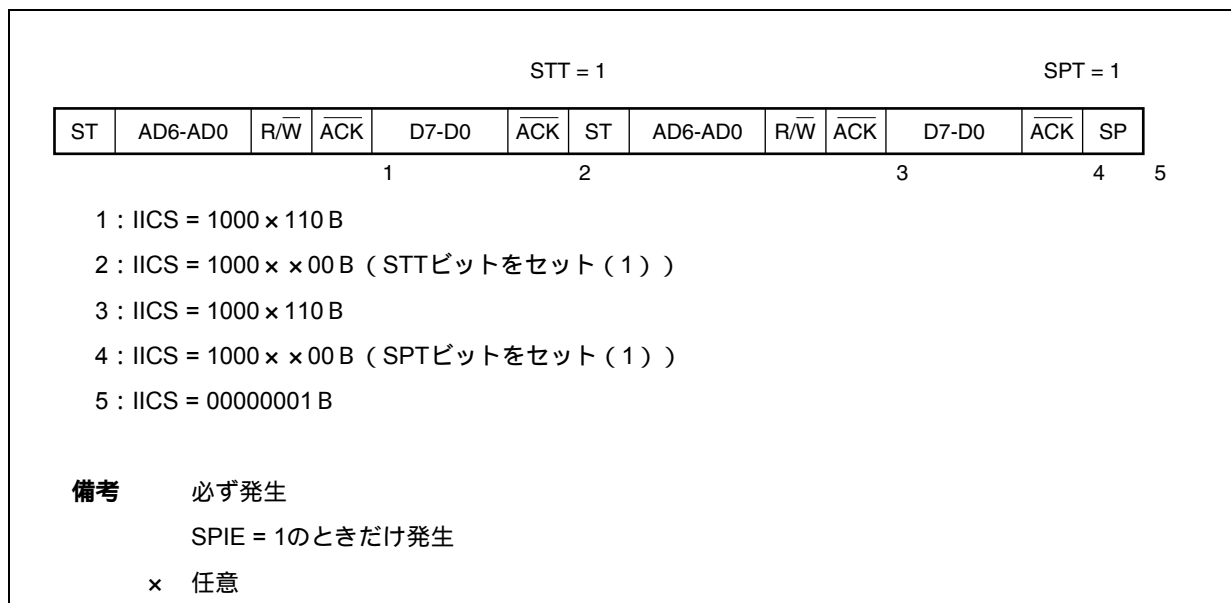 STT = 1 SPT = 1
ST AD6-AD0 R/W̅ A̅C̅K̅ D7-D0 A̅C̅K̅ ST AD6-AD0 R/W̅ A̅C̅K̅ D7-D0 A̅C̅K̅ SP
1 2 3 4 5
1：IICS = 1000×110 B
2：IICS = 1000××00 B（STTビットをセット（1））
3：IICS = 1000×110 B
4：IICS = 1000××00 B（SPTビットをセット（1））
5：IICS = 00000001 B
備考 必ず発生
SPIE = 1のときだけ発生
× 任意